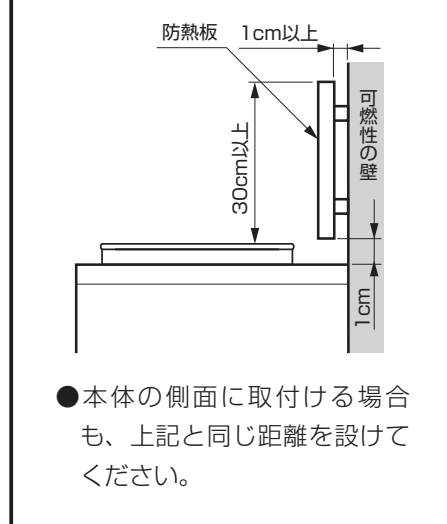 防熱板 1cm以上
30cm以上
可燃性の壁
1cm
●本体の側面に取付ける場合
も、上記と同じ距離を設けて
ください。